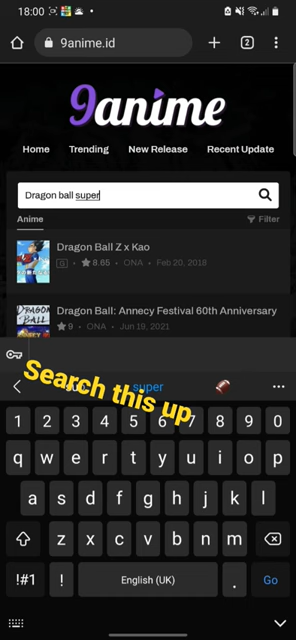 18:00
9anime.id
2
9anime
Home Trending New Release Recent Update
Dragon ball super
Anime Filter
Dragon Ball Z x Kao
G • 8.65 • ONA • Feb 20, 2018
DRAGON BALL
Dragon Ball: Annecy Festival 60th Anniversary
9 • ONA • Jun 19, 2021
Search this up
super
1 2 3 4 5 6 7 8 9 0
q w e r t y u i o p
a s d f g h j k l
z x c v b n m
!#1 ! English (UK) . Go